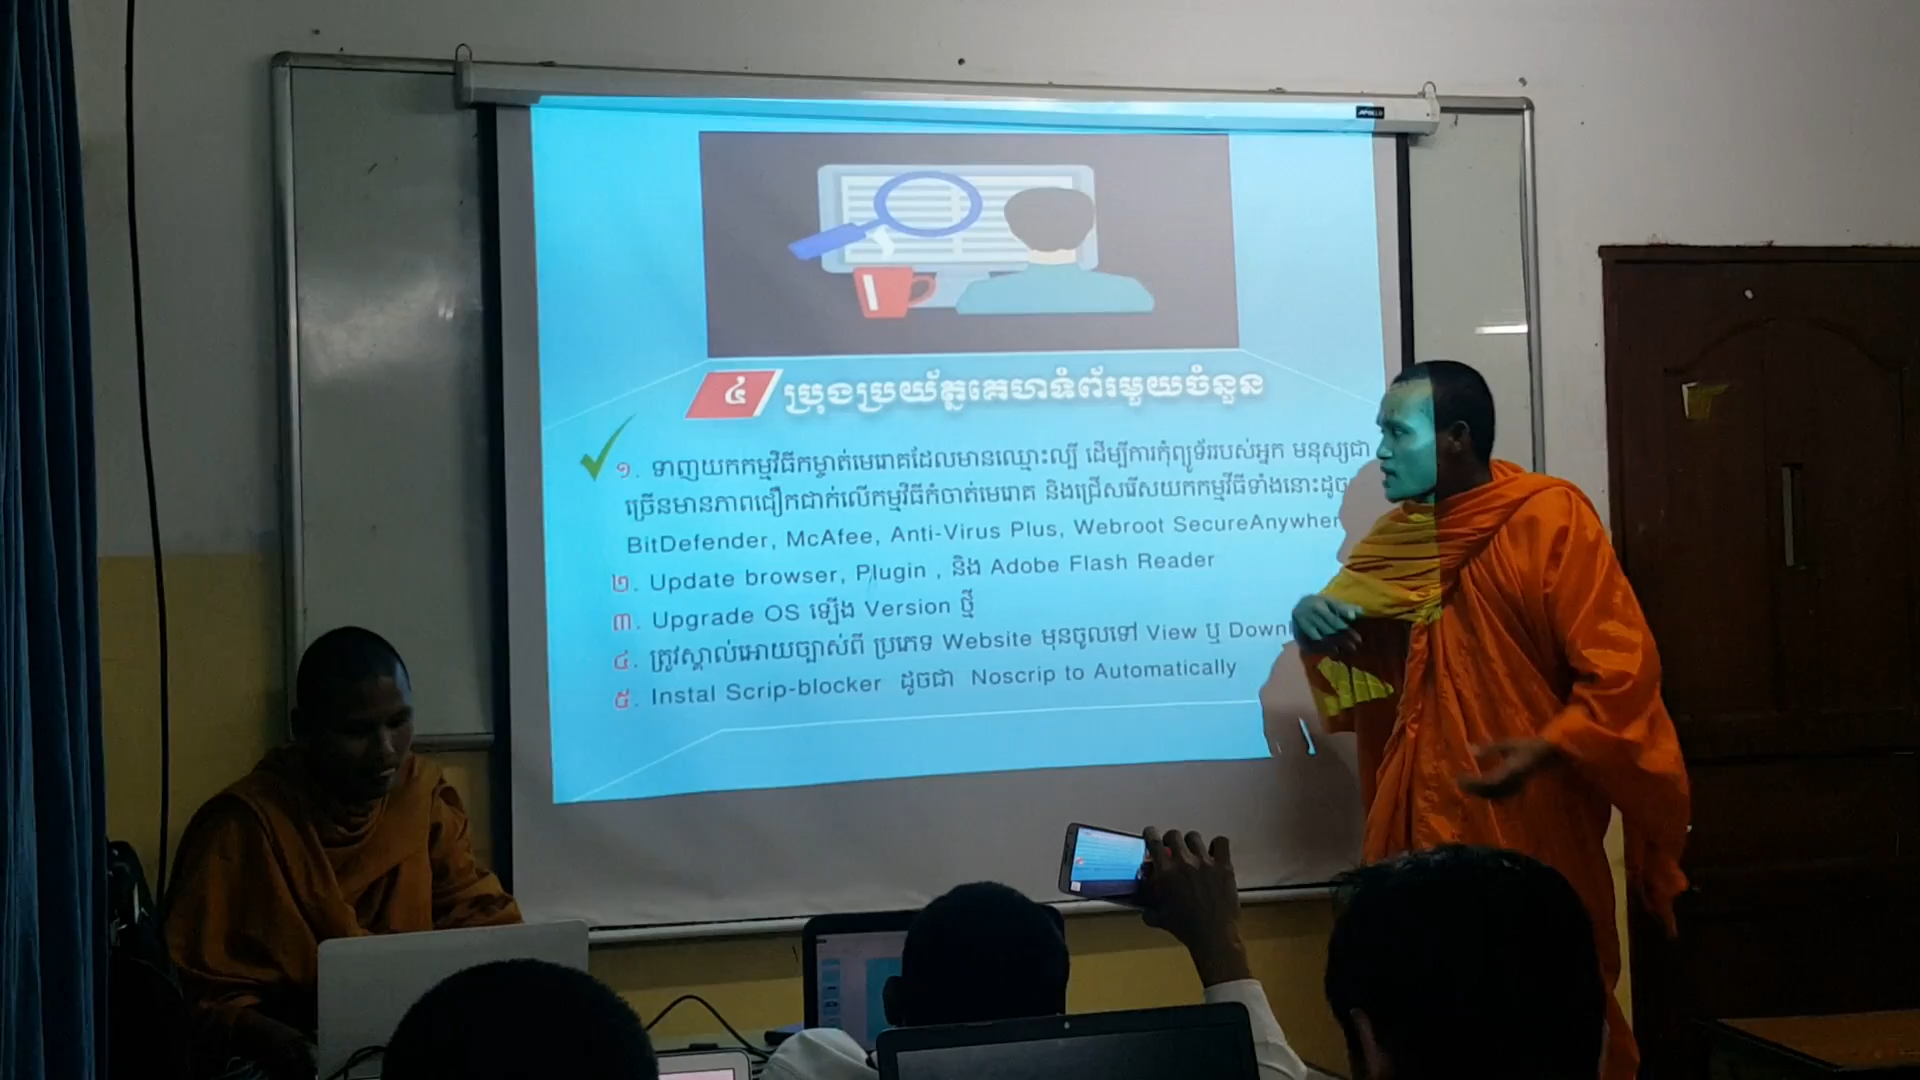 APOLLO
៤ ប្រុងប្រយ័ត្នគេហទំព័រមួយចំនួន
១. ទាញយកកម្មវិធីកម្ចាត់មេរោគដែលមានឈ្មោះល្បី ដើម្បីការកុំព្យូទ័ររបស់អ្នក មនុស្សជា
ច្រើនមានភាពជឿកជាក់លើកម្មវិធីកំចាត់មេរោគ និងជ្រើសរើសយកកម្មវិធីទាំងនោះដូច
BitDefender, McAfee, Anti-Virus Plus, Webroot SecureAnywher
២. Update browser, Plugin , និង Adobe Flash Reader
៣. Upgrade OS ឡើង Version ថ្មី
៤. ត្រូវស្គាល់អោយច្បាស់ពី ប្រភេទ Website មុនចូលទៅ View ឬ Down
៥. Instal Scrip-blocker ដូចជា Noscrip to Automatically